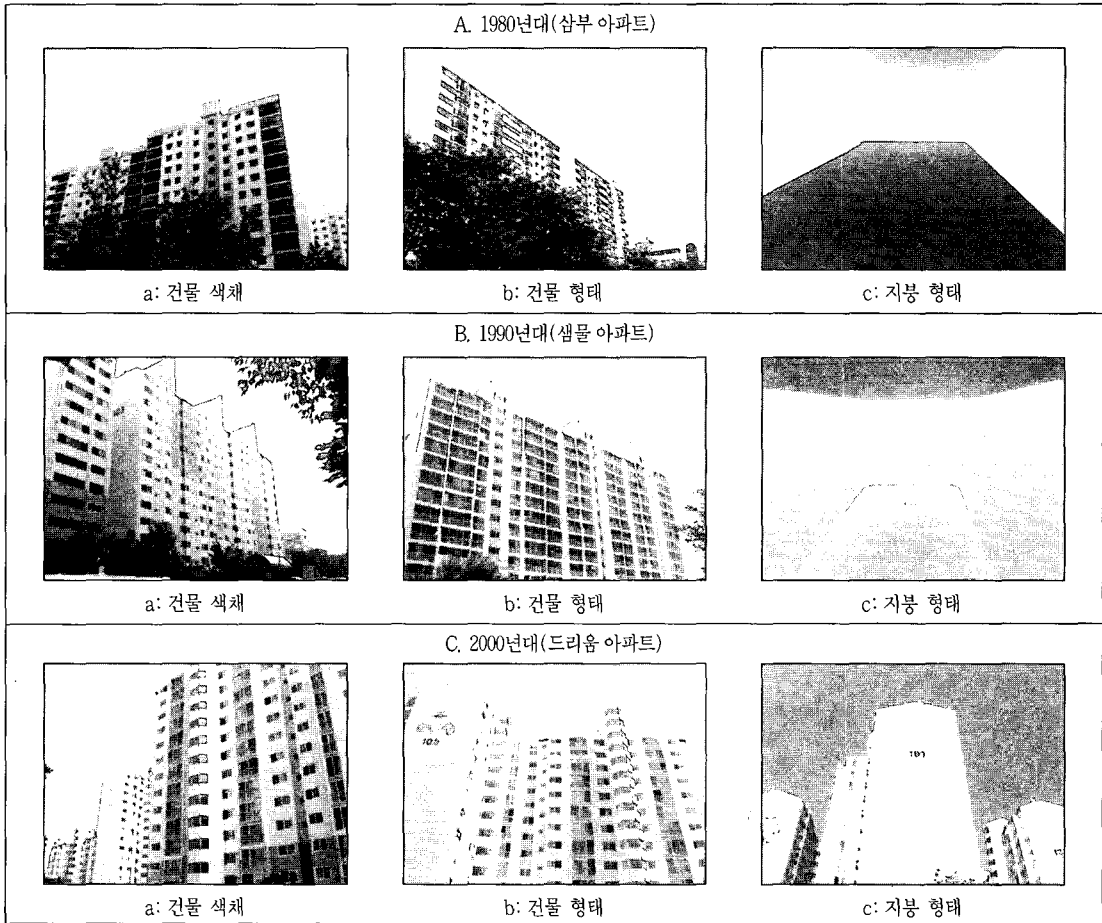 A. 1980년대(삼부 아파트)
a: 건물 색채
b: 건물 형태
c: 지붕 형태
B. 1990년대(샘물 아파트)
a: 건물 색채
b: 건물 형태
c: 지붕 형태
C. 2000년대(드리움 아파트)
105
107
a: 건물 색채
b: 건물 형태
c: 지붕 형태